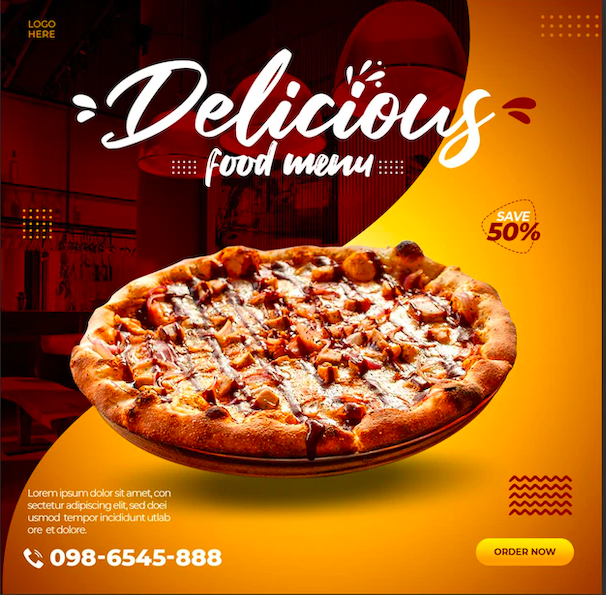 LOGO
HERE
Delicious
food menu
SAVE
50%
Lorem ipsum dolor sit amet, con
sectetur adipiscing elit, sed doei
usmod tempor incididunt utlab
ore et dolore.
098-6545-888
ORDER NOW